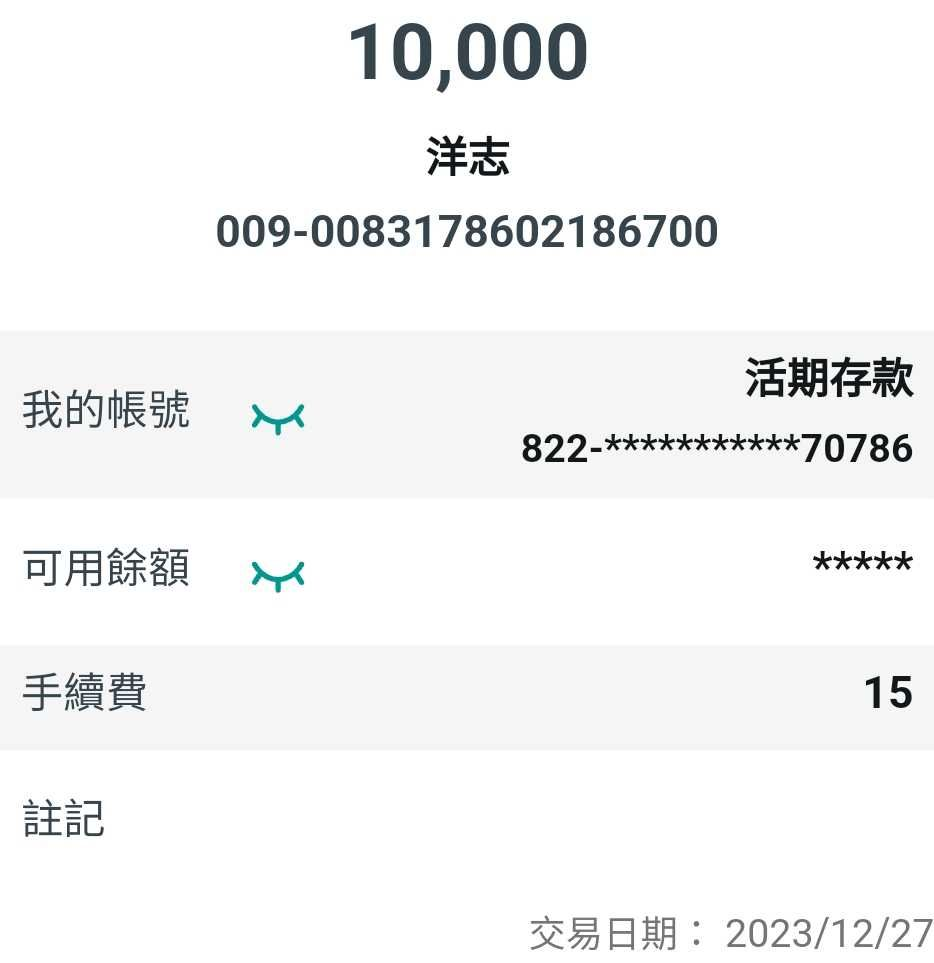 10,000
洋志
009-0083178602186700
活期存款
我的帳號
822-***********70786
可用餘額 *****
手續費 15
註記
交易日期： 2023/12/27